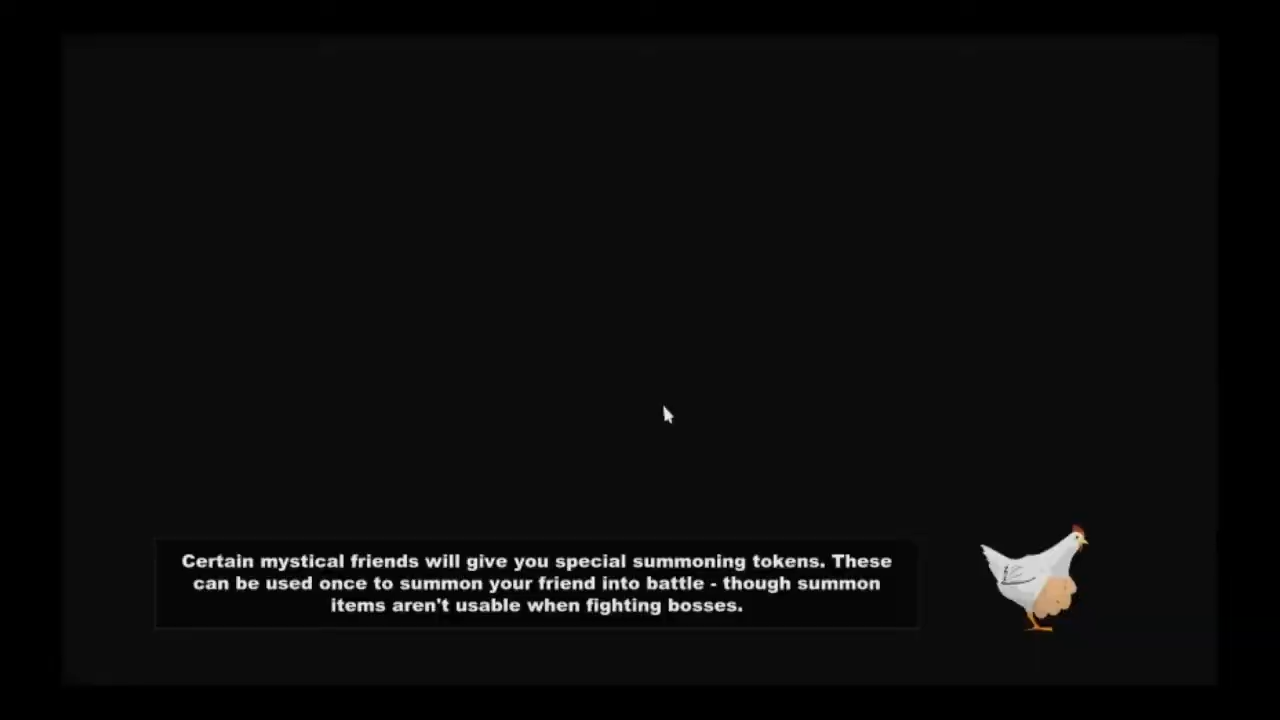 Certain mystical friends will give you special summoning tokens. These
can be used once to summon your friend into battle - though summon
items aren't usable when fighting bosses.